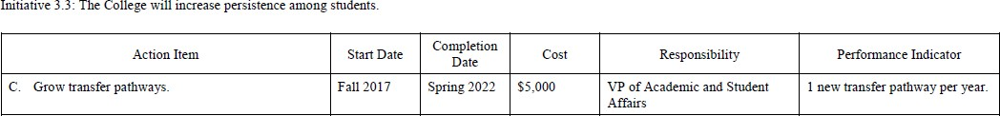 Initiative 3.3: The College will increase persistence among students.
Action Item
Start Date
Completion
Date
Cost
Responsibility
Performance Indicator
C. Grow transfer pathways.
Fall 2017
Spring 2022
$5,000
VP of Academic and Student
Affairs
1 new transfer pathway per year.